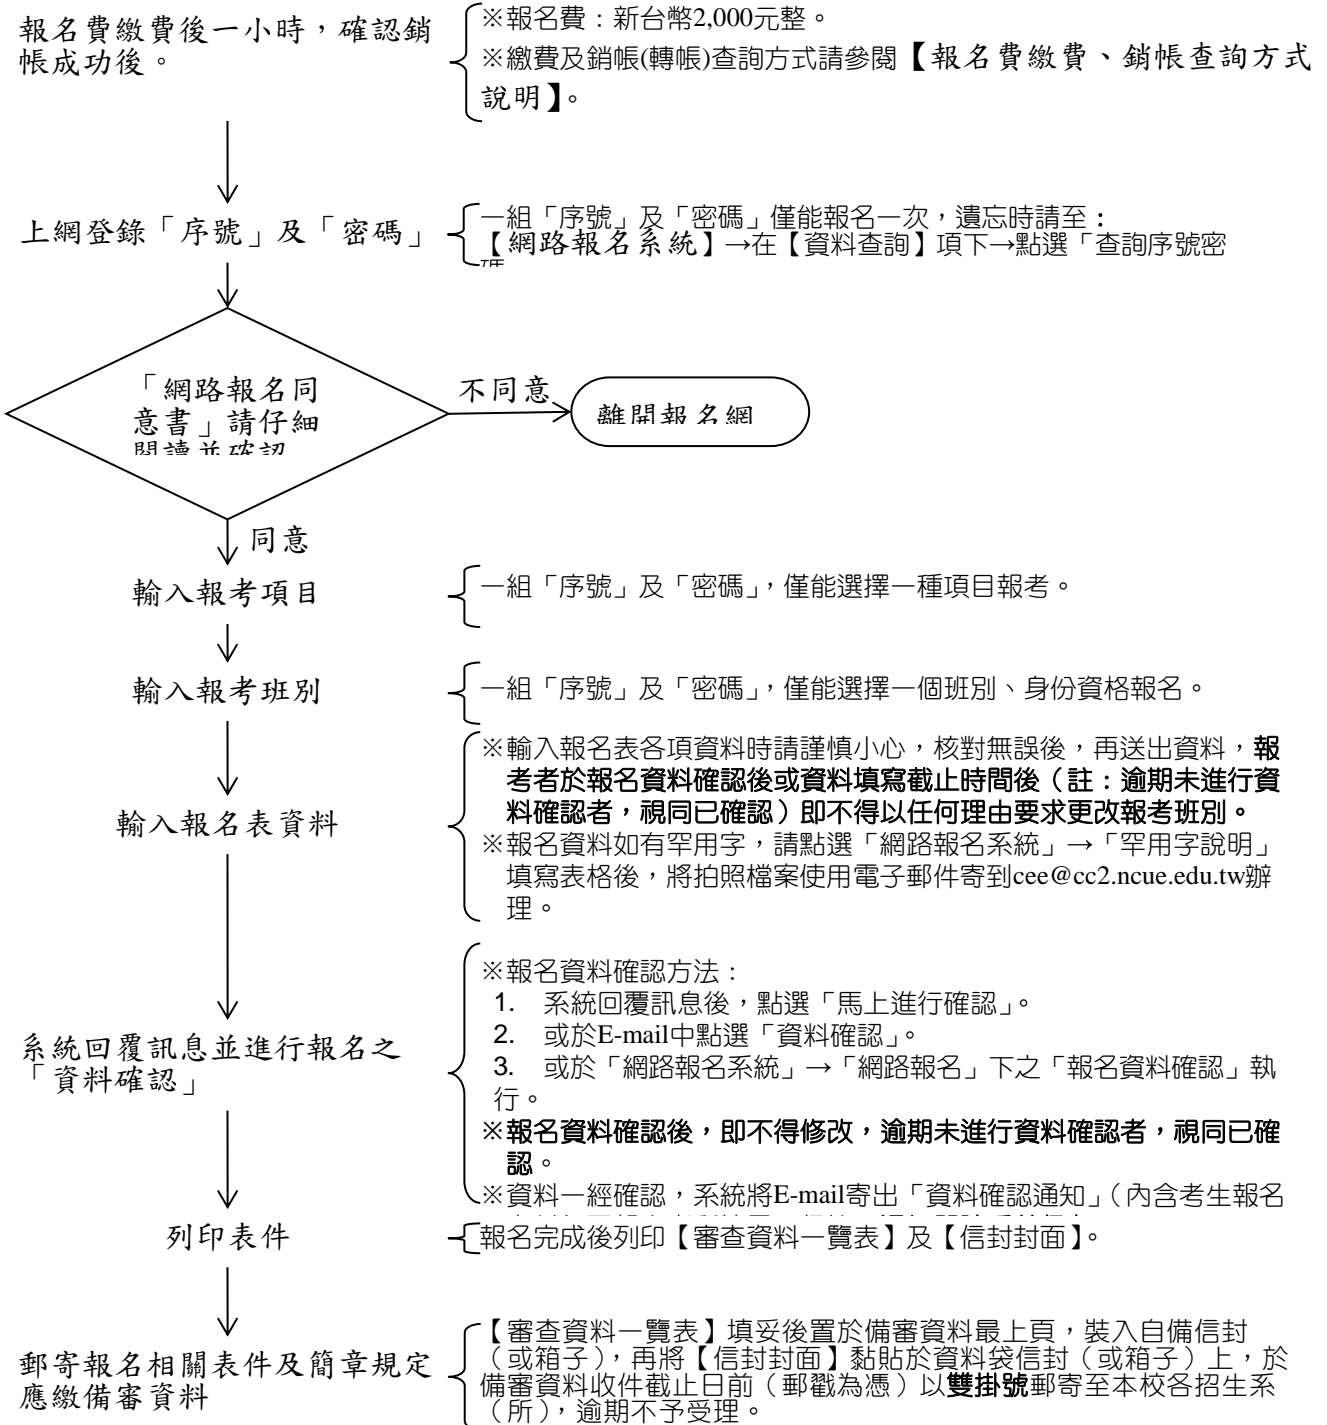 報名費繳費後一小時，確認銷
帳成功後。
※報名費：新台幣2,000元整。
※繳費及銷帳(轉帳)查詢方式請參閱【報名費繳費、銷帳查詢方式
說明】。
上網登錄「序號」及「密碼」
一組「序號」及「密碼」僅能報名一次，遺忘時請至：
【網路報名系統】→在【資料查詢】項下→點選「查詢序號密
「網路報名同
意書」請仔細
閱讀並確認
不同意
離開報名網
同意
輸入報考項目
一組「序號」及「密碼」，僅能選擇一種項目報考。
輸入報考班別
一組「序號」及「密碼」，僅能選擇一個班別、身份資格報名。
輸入報名表資料
※輸入報名表各項資料時請謹慎小心，核對無誤後，再送出資料，報
考者於報名資料確認後或資料填寫截止時間後（註：逾期未進行資
料確認者，視同已確認）即不得以任何理由要求更改報考班別。
※報名資料如有罕用字，請點選「網路報名系統」→「罕用字說明」
填寫表格後，將拍照檔案使用電子郵件寄到cee@cc2.ncue.edu.tw辦
理。
系統回覆訊息並進行報名之
「資料確認」
※報名資料確認方法：
1. 系統回覆訊息後，點選「馬上進行確認」。
2. 或於E-mail中點選「資料確認」。
3. 或於「網路報名系統」→「網路報名」下之「報名資料確認」執
行。
※報名資料確認後，即不得修改，逾期未進行資料確認者，視同已確
認。
※資料一經確認，系統將E-mail寄出「資料確認通知」（內含考生報名
列印表件
報名完成後列印【審查資料一覽表】及【信封封面】。
郵寄報名相關表件及簡章規定
應繳備審資料
【審查資料一覽表】填妥後置於備審資料最上頁，裝入自備信封
（或箱子），再將【信封封面】黏貼於資料袋信封（或箱子）上，於
備審資料收件截止日前（郵戳為憑）以雙掛號郵寄至本校各招生系
（所），逾期不予受理。